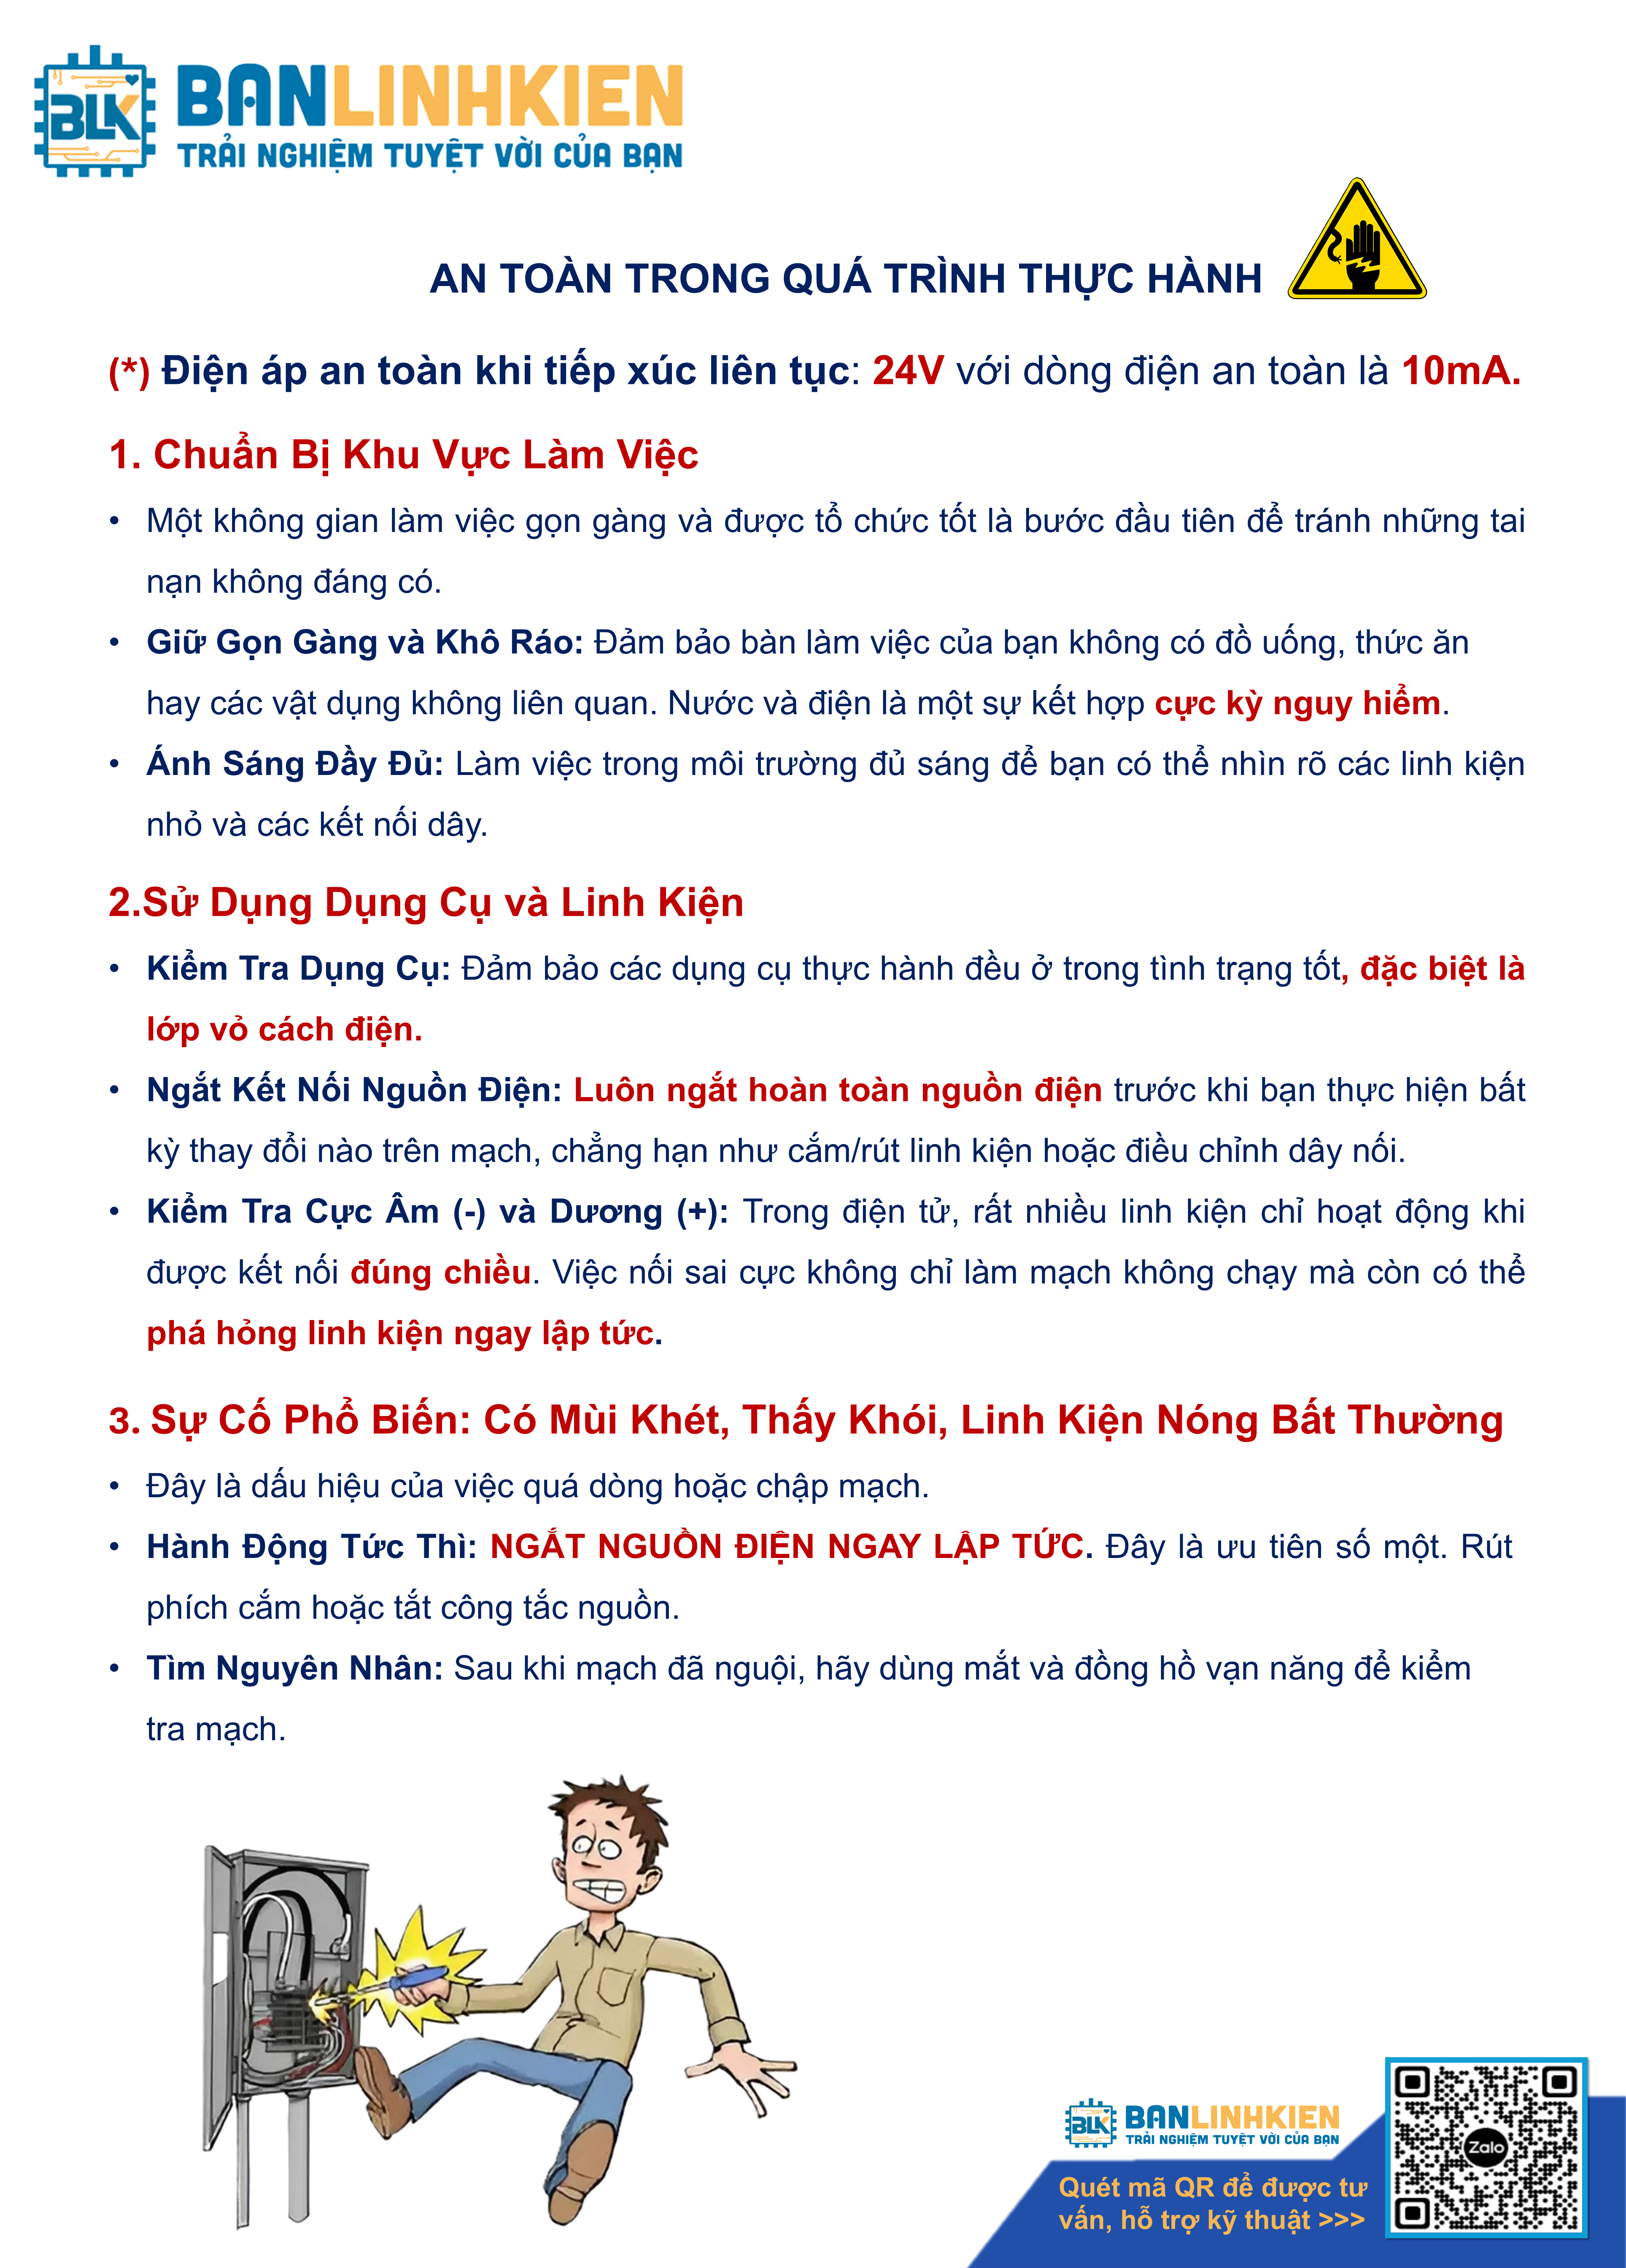 BLK
BANLINHKIEN
TRẢI NGHIỆM TUYỆT VỜI CỦA BẠN
AN TOÀN TRONG QUÁ TRÌNH THỰC HÀNH
(*) Điện áp an toàn khi tiếp xúc liên tục: 24V với dòng điện an toàn là 10mA.
1. Chuẩn Bị Khu Vực Làm Việc
• Một không gian làm việc gọn gàng và được tổ chức tốt là bước đầu tiên để tránh những tai
nạn không đáng có.
• Giữ Gọn Gàng và Khô Ráo: Đảm bảo bàn làm việc của bạn không có đồ uống, thức ăn
hay các vật dụng không liên quan. Nước và điện là một sự kết hợp cực kỳ nguy hiểm.
• Ánh Sáng Đầy Đủ: Làm việc trong môi trường đủ sáng để bạn có thể nhìn rõ các linh kiện
nhỏ và các kết nối dây.
2.Sử Dụng Dụng Cụ và Linh Kiện
• Kiểm Tra Dụng Cụ: Đảm bảo các dụng cụ thực hành đều ở trong tình trạng tốt, đặc biệt là
lớp vỏ cách điện.
• Ngắt Kết Nối Nguồn Điện: Luôn ngắt hoàn toàn nguồn điện trước khi bạn thực hiện bất
kỳ thay đổi nào trên mạch, chẳng hạn như cắm/rút linh kiện hoặc điều chỉnh dây nối.
• Kiểm Tra Cực Âm (-) và Dương (+): Trong điện tử, rất nhiều linh kiện chỉ hoạt động khi
được kết nối đúng chiều. Việc nối sai cực không chỉ làm mạch không chạy mà còn có thể
phá hỏng linh kiện ngay lập tức.
3. Sự Cố Phổ Biến: Có Mùi Khét, Thấy Khói, Linh Kiện Nóng Bất Thường
• Đây là dấu hiệu của việc quá dòng hoặc chập mạch.
• Hành Động Tức Thì: NGẮT NGUỒN ĐIỆN NGAY LẬP TỨC. Đây là ưu tiên số một. Rút
phích cắm hoặc tắt công tắc nguồn.
• Tìm Nguyên Nhân: Sau khi mạch đã nguội, hãy dùng mắt và đồng hồ vạn năng để kiểm
tra mạch.
BLK
BANLINHKIEN
TRẢI NGHIỆM TUYỆT VỜI CỦA BẠN
Quét mã QR để được tư
vấn, hỗ trợ kỹ thuật >>>
Zalo